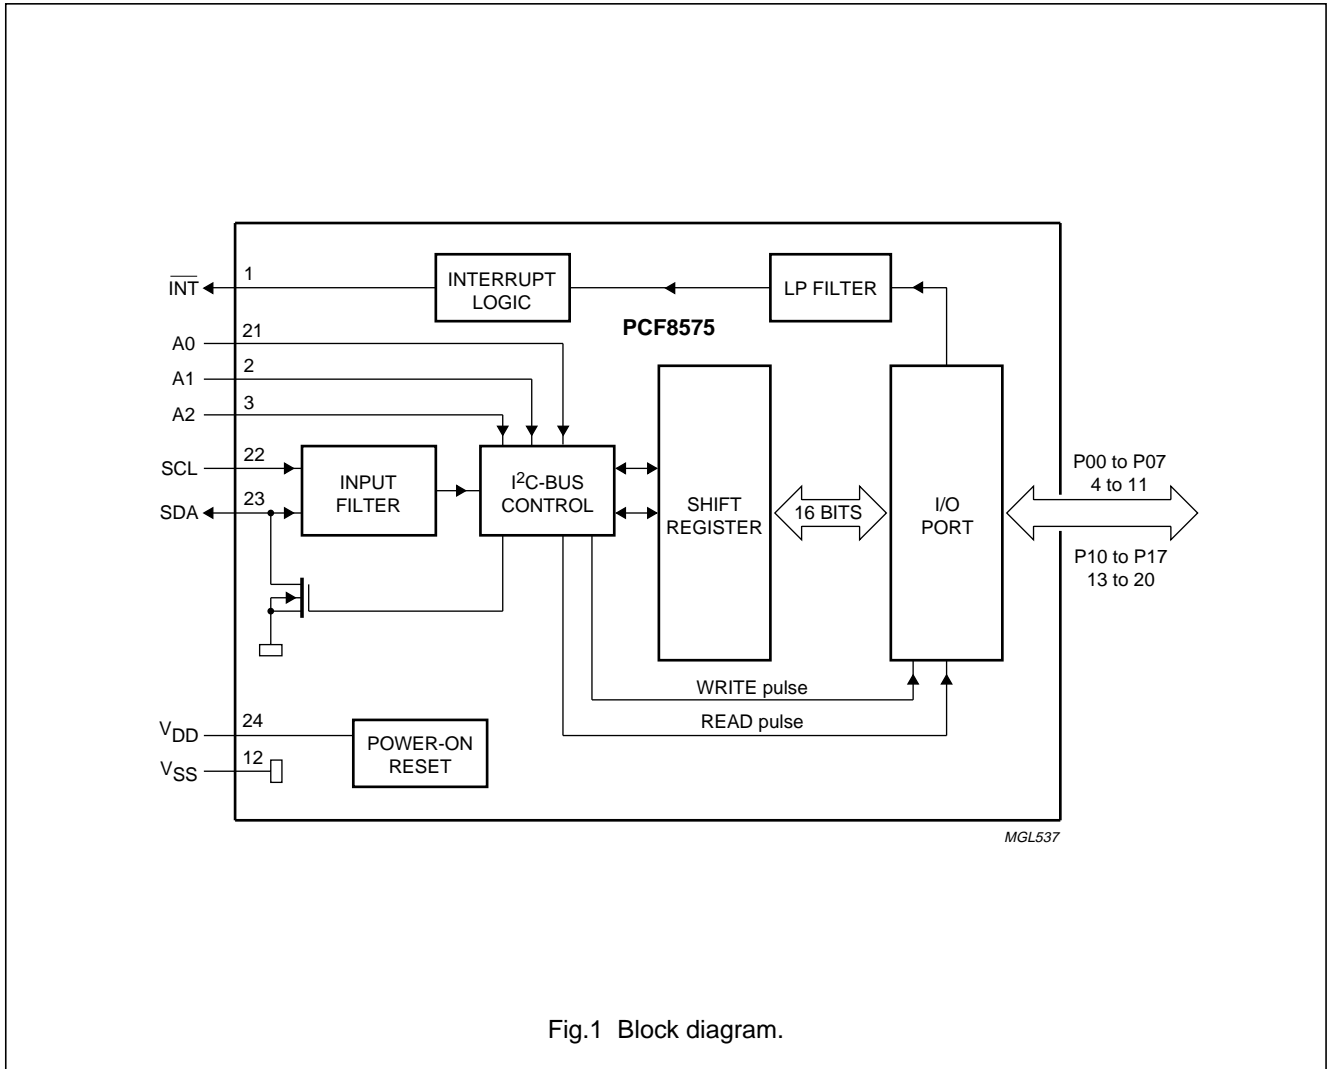 1
INTERRUPT
LOGIC
LP FILTER
INT
PCF8575
A0
21
A1
2
A2
3
SCL
22
SDA
23
INPUT
FILTER
I2C-BUS
CONTROL
SHIFT
REGISTER
16 BITS
I/O
PORT
P00 to P07
4 to 11
P10 to P17
13 to 20
WRITE pulse
READ pulse
VDD
24
VSS
12
POWER-ON
RESET
MGL537
Fig.1 Block diagram.